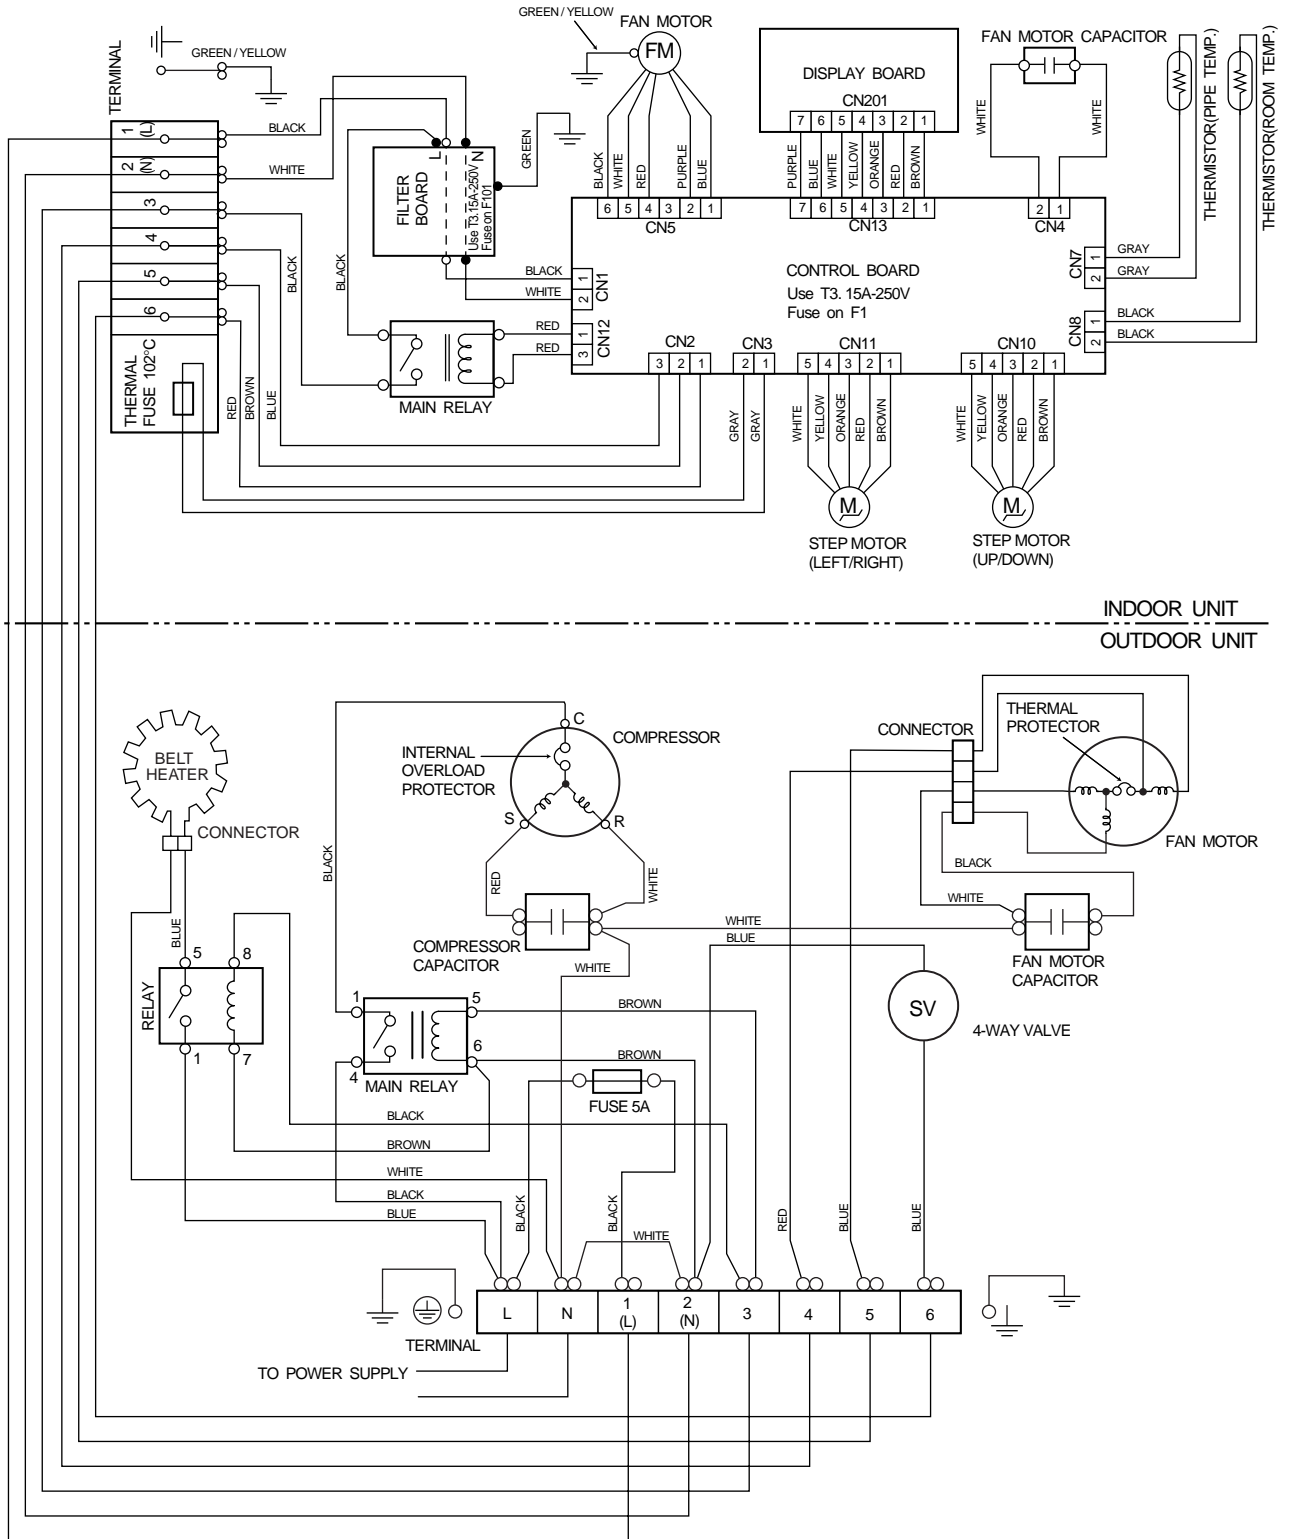 GREEN / YELLOW
FAN MOTOR
FM
GREEN / YELLOW
TERMINAL
DISPLAY BOARD
CN201
7 6 5 4 3 2 1
FAN MOTOR CAPACITOR
WHITE
WHITE
THERMISTOR(PIPE TEMP.)
THERMISTOR(ROOM TEMP.)
1
(L)
2
(N)
3
4
5
6
THERMAL
FUSE 102°C
BLACK
WHITE
L
N
FILTER
BOARD
Use T3.15A-250V
Fuse on F101
GREEN
BLACK
WHITE
RED
PURPLE
BLUE
6 5 4 3 2 1
CN5
PURPLE
BLUE
WHITE
YELLOW
ORANGE
RED
BROWN
7 6 5 4 3 2 1
CN13
2 1
CN4
CN7
1
2
GRAY
GRAY
CN8
1
2
BLACK
BLACK
CONTROL BOARD
Use T3. 15A-250V
Fuse on F1
BLACK
WHITE
1
2
CN1
RED
RED
1
3
CN12
BLACK
BLACK
MAIN RELAY
CN2
3 2 1
CN3
2 1
CN11
5 4 3 2 1
CN10
5 4 3 2 1
RED
BROWN
BLUE
GRAY
GRAY
WHITE
YELLOW
ORANGE
RED
BROWN
WHITE
YELLOW
ORANGE
RED
BROWN
M
M
STEP MOTOR
(LEFT/RIGHT)
STEP MOTOR
(UP/DOWN)
INDOOR UNIT
OUTDOOR UNIT
BELT
HEATER
CONNECTOR
BLUE
5
8
RELAY
1
7
BLACK
C
COMPRESSOR
INTERNAL
OVERLOAD
PROTECTOR
S
R
RED
WHITE
COMPRESSOR
CAPACITOR
WHITE
CONNECTOR
THERMAL
PROTECTOR
FAN MOTOR
BLACK
WHITE
FAN MOTOR
CAPACITOR
WHITE
BLUE
SV
4-WAY VALVE
1
5
4
6
MAIN RELAY
BROWN
BROWN
FUSE 5A
BLACK
BROWN
WHITE
BLACK
BLUE
BLACK
BLACK
WHITE
RED
BLUE
BLUE
L
N
1
(L)
2
(N)
3
4
5
6
TERMINAL
TO POWER SUPPLY